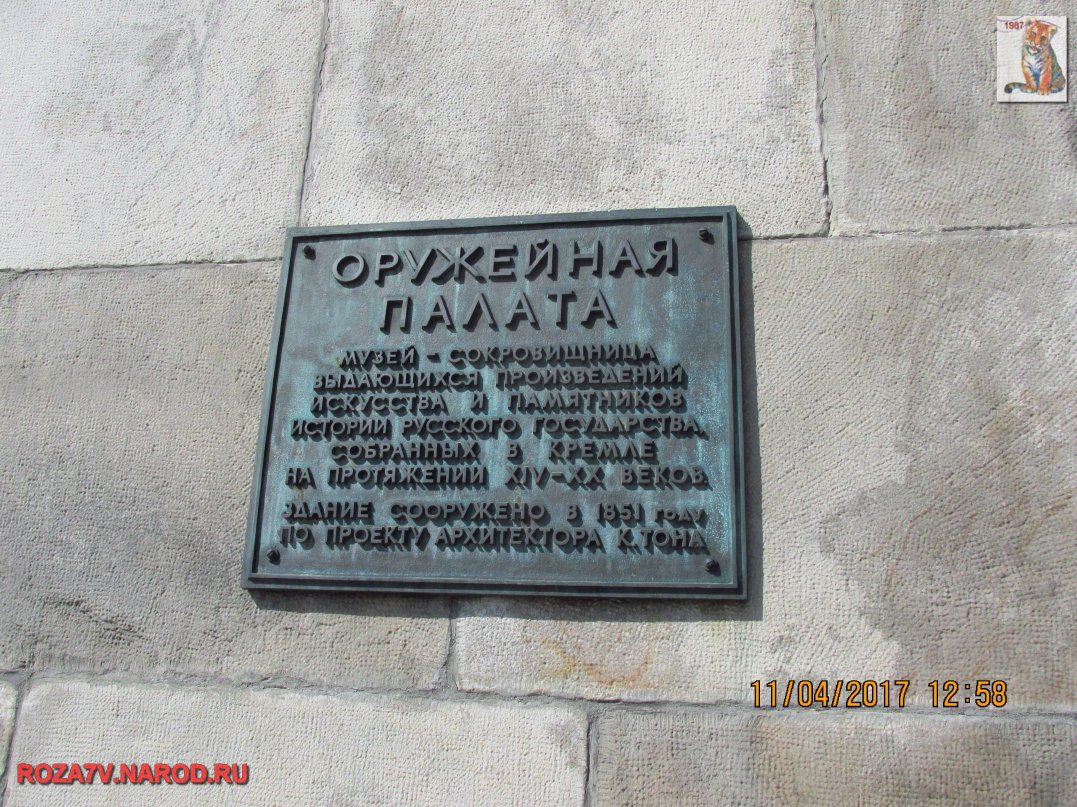 1987
ОРУЖЕЙНАЯ
ПАЛАТА
МУЗЕЙ - СОКРОВИЩНИЦА
ВЫДАЮЩИХСЯ ПРОИЗВЕДЕНИЙ
ИСКУССТВА И ПАМЯТНИКОВ
ИСТОРИИ РУССКОГО ГОСУДАРСТВА,
СОБРАННЫХ В КРЕМЛЕ
НА ПРОТЯЖЕНИИ XIV-XX ВЕКОВ.
ЗДАНИЕ СООРУЖЕНО В 1851 ГОДУ
ПО ПРОЕКТУ АРХИТЕКТОРА К. ТОНА
11/04/2017 12:58
ROZA7V.NAROD.RU